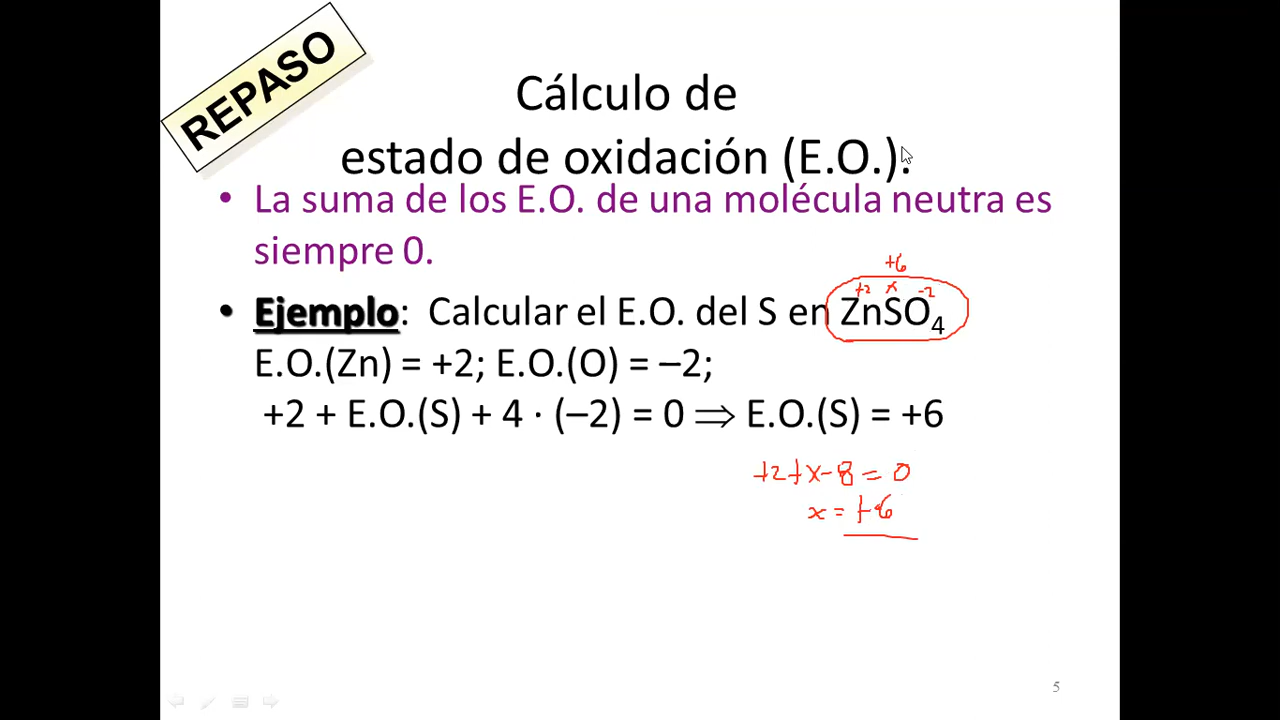 REPASO
Cálculo de
estado de oxidación (E.O.).
• La suma de los E.O. de una molécula neutra es
siempre 0.
+6
+2 x -2
• Ejemplo: Calcular el E.O. del S en ZnSO₄
E.O.(Zn) = +2; E.O.(O) = –2;
+2 + E.O.(S) + 4 · (–2) = 0 ⇒ E.O.(S) = +6
+2+x-8=0
x=+6
5